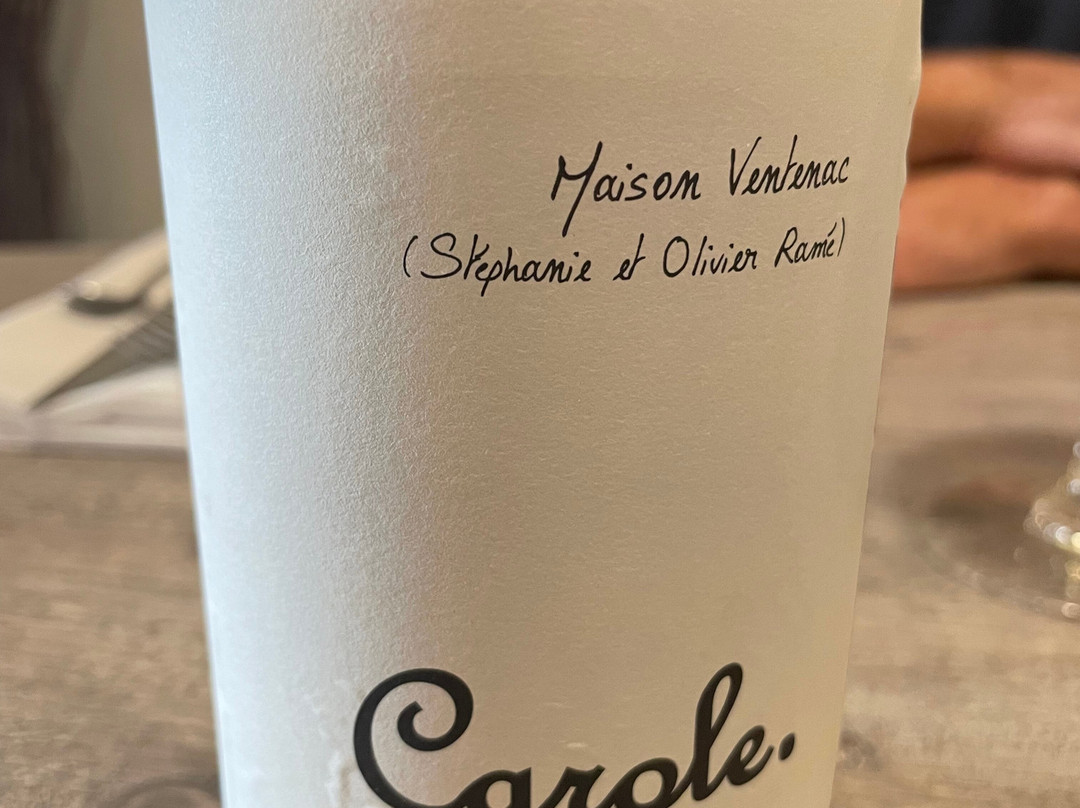 Maison Ventenac
(Stéphanie et Olivier Ramé)
Carole.